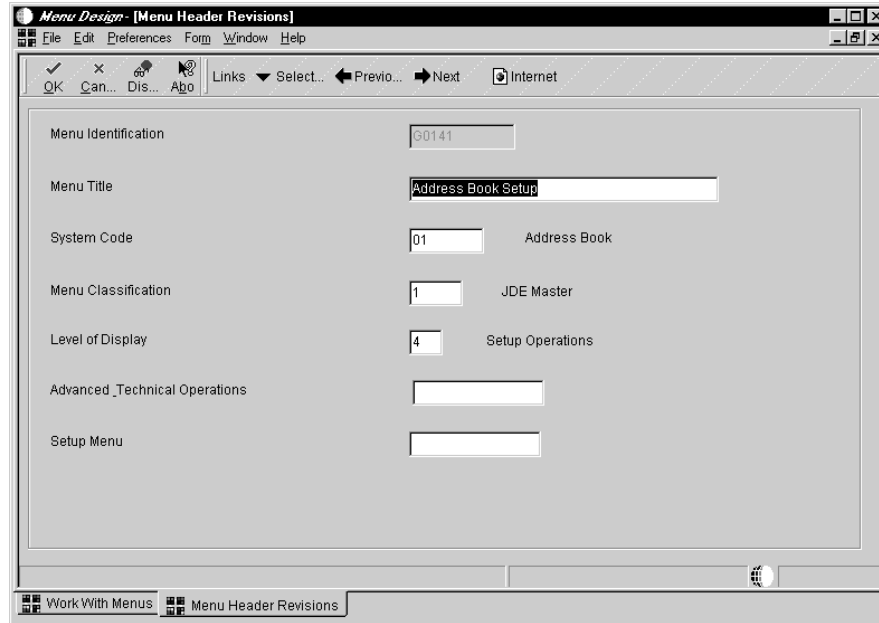 Menu Design - [Menu Header Revisions]
File Edit Preferences Form Window Help
OK Can... Dis... Abo Links Select... Previo... Next Internet
Menu Identification G0141
Menu Title Address Book Setup
System Code 01 Address Book
Menu Classification 1 JDE Master
Level of Display 4 Setup Operations
Advanced _Technical Operations
Setup Menu
Work With Menus Menu Header Revisions